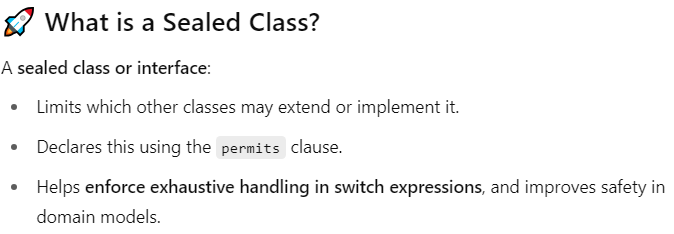 🚀 What is a Sealed Class?
A sealed class or interface:
• Limits which other classes may extend or implement it.
• Declares this using the permits clause.
• Helps enforce exhaustive handling in switch expressions, and improves safety in
domain models.